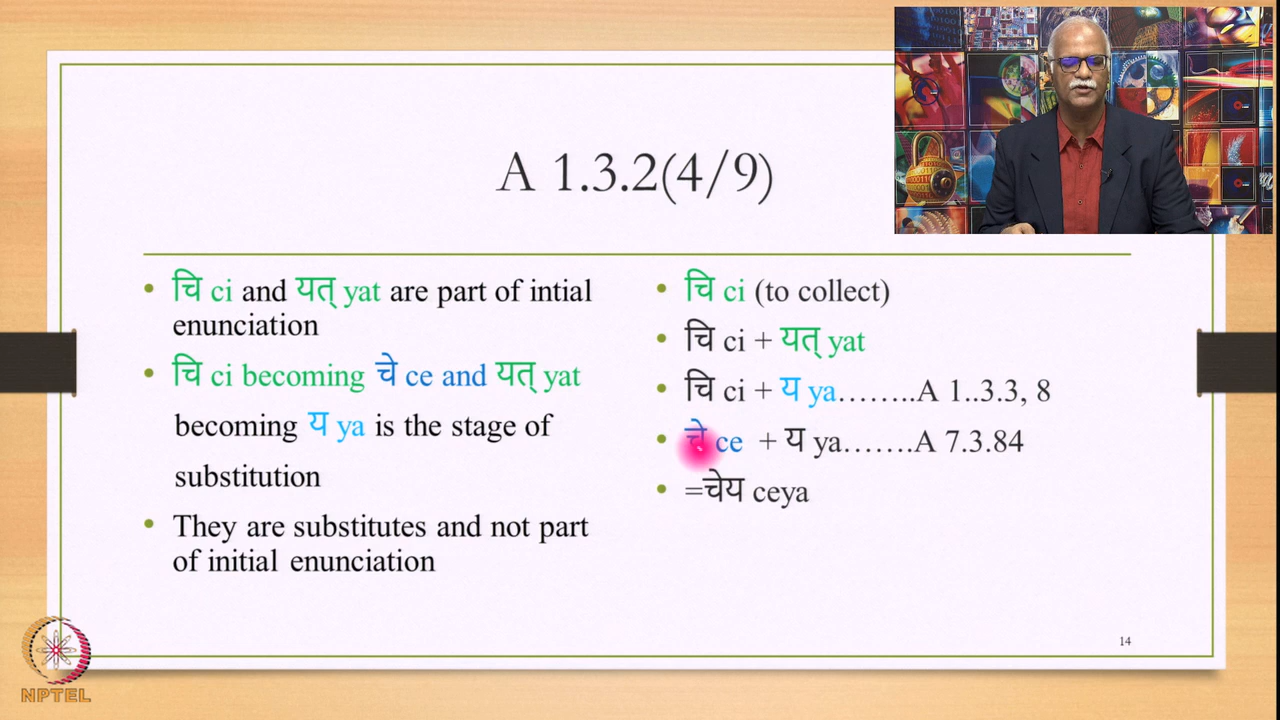 A 1.3.2(4/9)
• चि ci and यत् yat are part of intial
enunciation
• चि ci becoming चे ce and यत् yat
becoming य ya is the stage of
substitution
• They are substitutes and not part
of initial enunciation
• चि ci (to collect)
• चि ci + यत् yat
• चि ci + य ya……..A 1..3.3, 8
• चे ce + य ya…….A 7.3.84
• =चेय ceya
14
NPTEL